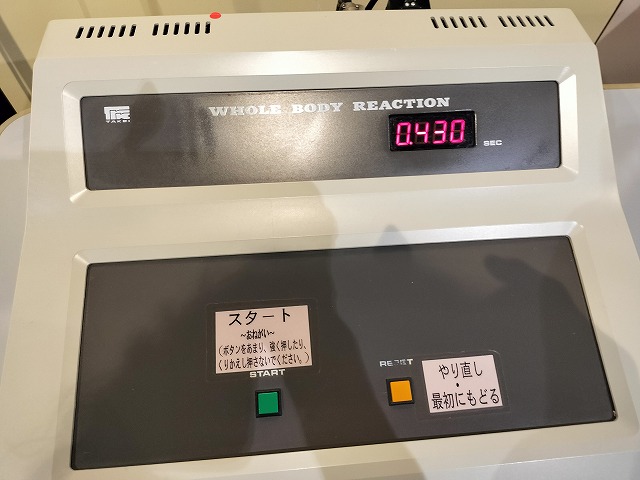 WHOLE BODY REACTION
TAKEI
0.430
SEC
スタート
~おねがい~
(ボタンをあまり、強く押したり、
くりかえし押さないでください。)
START
RESET
やり直し
・
最初にもどる